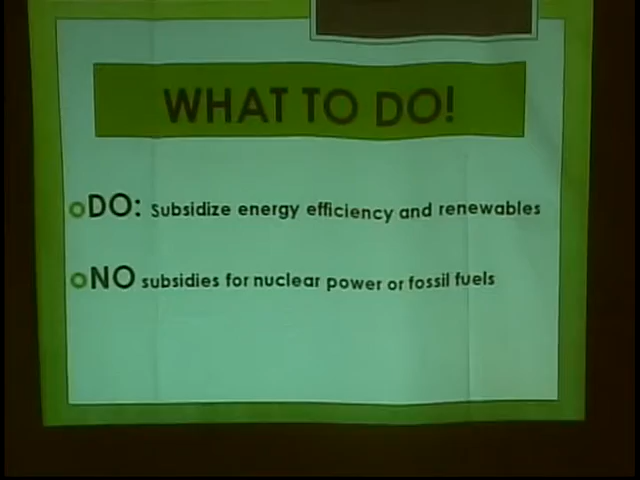 WHAT TO DO!
DO: Subsidize energy efficiency and renewables
NO subsidies for nuclear power or fossil fuels